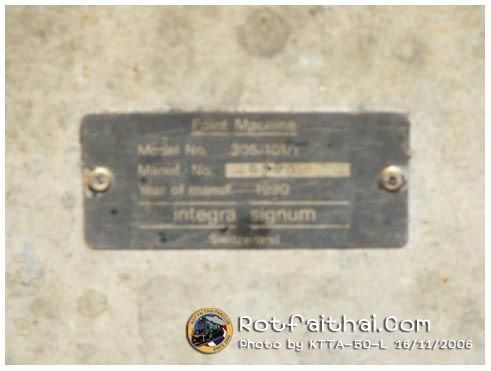 Point Machine
Model No. 305/101/1
Manuf. No.
Year of manuf. 1990
integra signum
Switzerland
Rotfaithai.Com
Photo by KTTA-50-L 16/11/2006